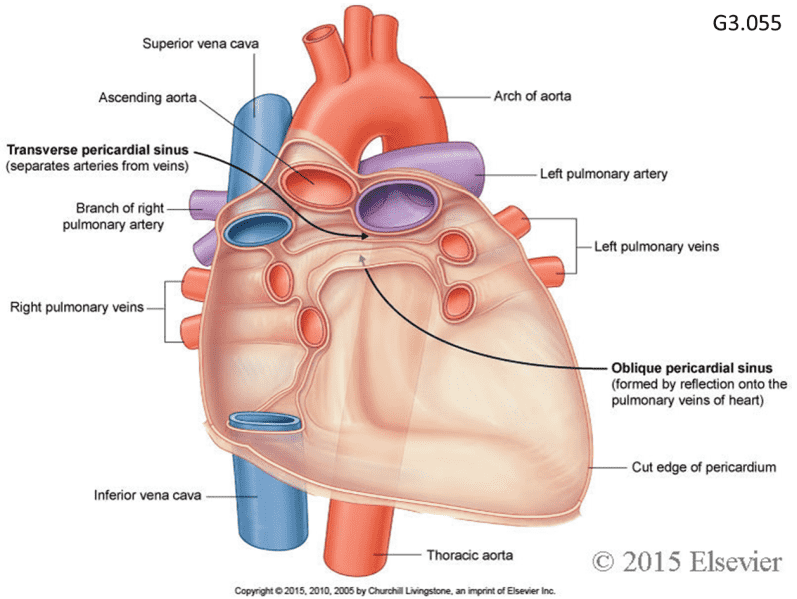 G3.055
Superior vena cava
Ascending aorta
Arch of aorta
Transverse pericardial sinus
(separates arteries from veins)
Left pulmonary artery
Branch of right
pulmonary artery
Left pulmonary veins
Right pulmonary veins
Oblique pericardial sinus
(formed by reflection onto the
pulmonary veins of heart)
Cut edge of pericardium
Inferior vena cava
Thoracic aorta
© 2015 Elsevier
Copyright © 2015, 2010, 2005 by Churchill Livingstone, an imprint of Elsevier Inc.